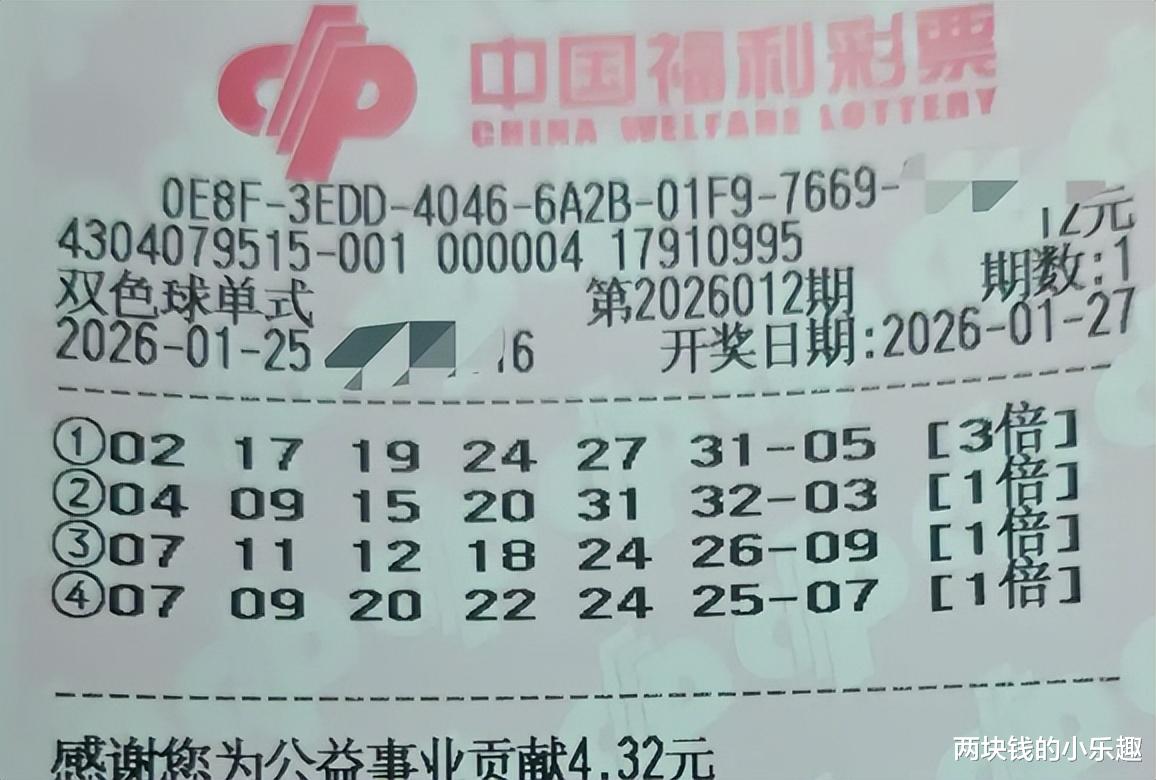 中国福利彩票
CHINA WELFARE LOTTERY
0E8F-3EDD-4046-6A2B-01F9-7669-
4304079515-001 000004 17910995 12元
双色球单式 第2026012期 期数:1
2026-01-25 16 开奖日期:2026-01-27
①02 17 19 24 27 31-05 [3倍]
②04 09 15 20 31 32-03 [1倍]
③07 11 12 18 24 26-09 [1倍]
④07 09 20 22 24 25-07 [1倍]
感谢您为公益事业贡献4.32元
两块钱的小乐趣